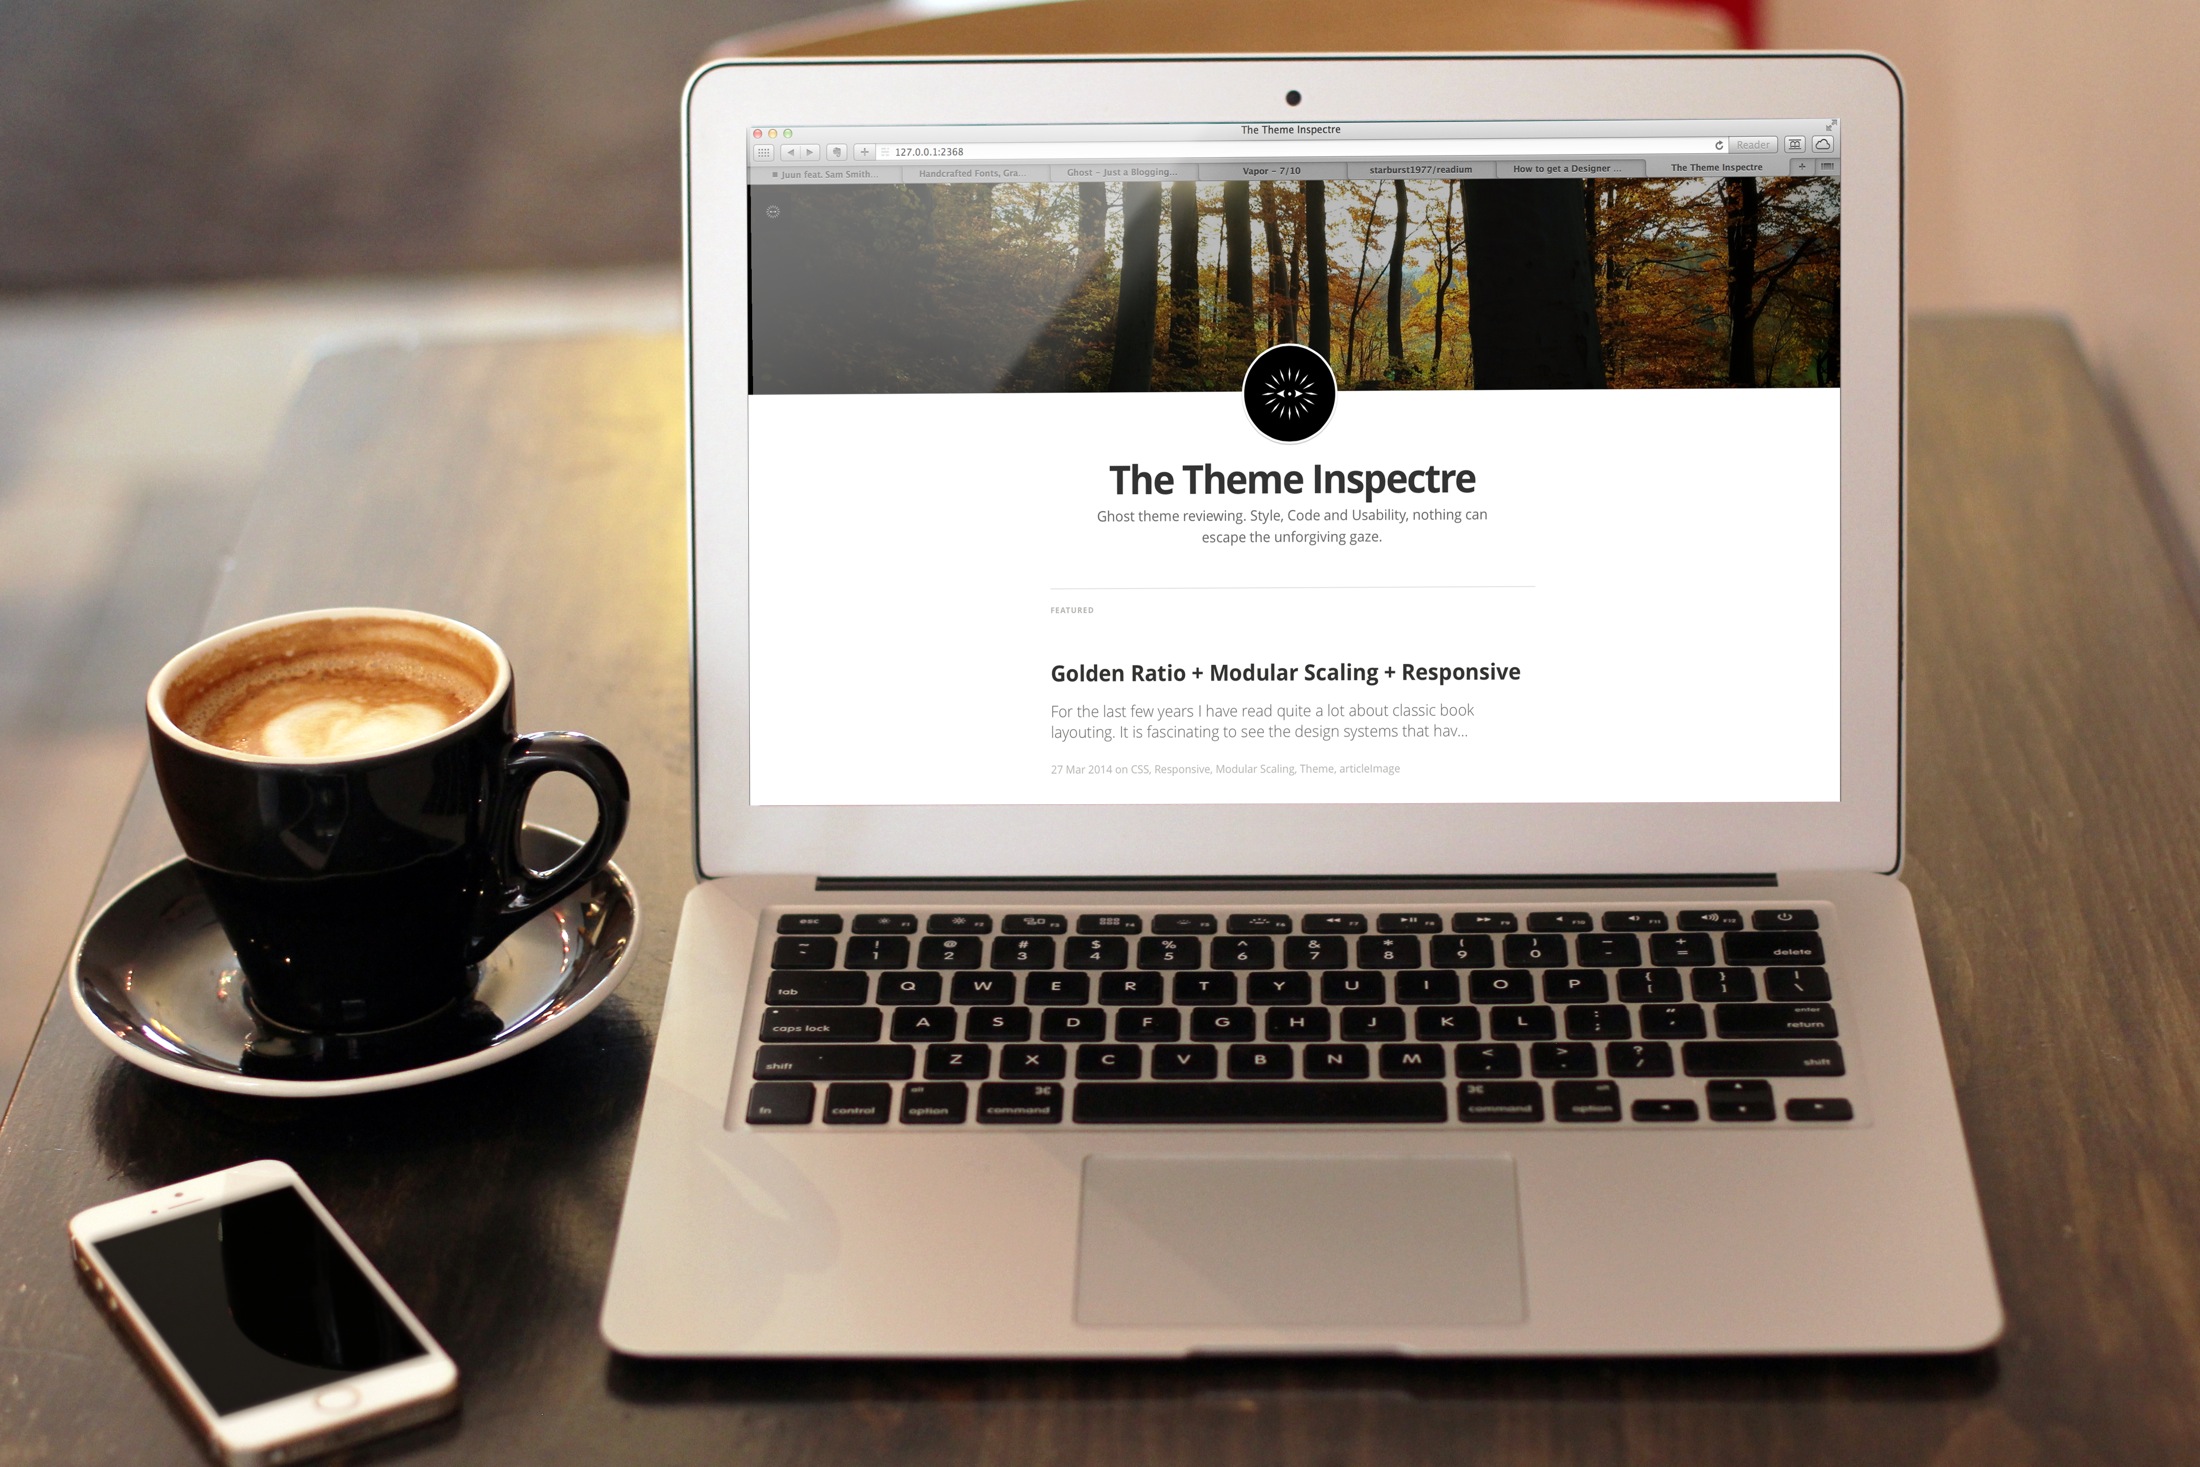 The Theme Inspectre
127.0.0.1:2368
Reader
Juun feat. Sam Smith...
Handcrafted Fonts, Gra...
Ghost – Just a Blogging...
Vapor – 7/10
starburst1977/readium
How to get a Designer ...
The Theme Inspectre
The Theme Inspectre
Ghost theme reviewing. Style, Code and Usability, nothing can
escape the unforgiving gaze.
FEATURED
Golden Ratio + Modular Scaling + Responsive
For the last few years I have read quite a lot about classic book
layouting. It is fascinating to see the design systems that hav...
27 Mar 2014 on CSS, Responsive, Modular Scaling, Theme, articleImage
esc F1 F2 F3 F4 F5 F6 F7 F8 F9 F10 F11 F12
~ ! @ # $ % ^ & * ( ) – +
` 1 2 3 4 5 6 7 8 9 0 - = delete
tab Q W E R T Y U I O P { [ } ] | \
caps lock A S D F G H J K L : ; " ' enter return
shift Z X C V B N M < , > . ? / shift
fn control alt option ⌘ command ⌘ command alt option